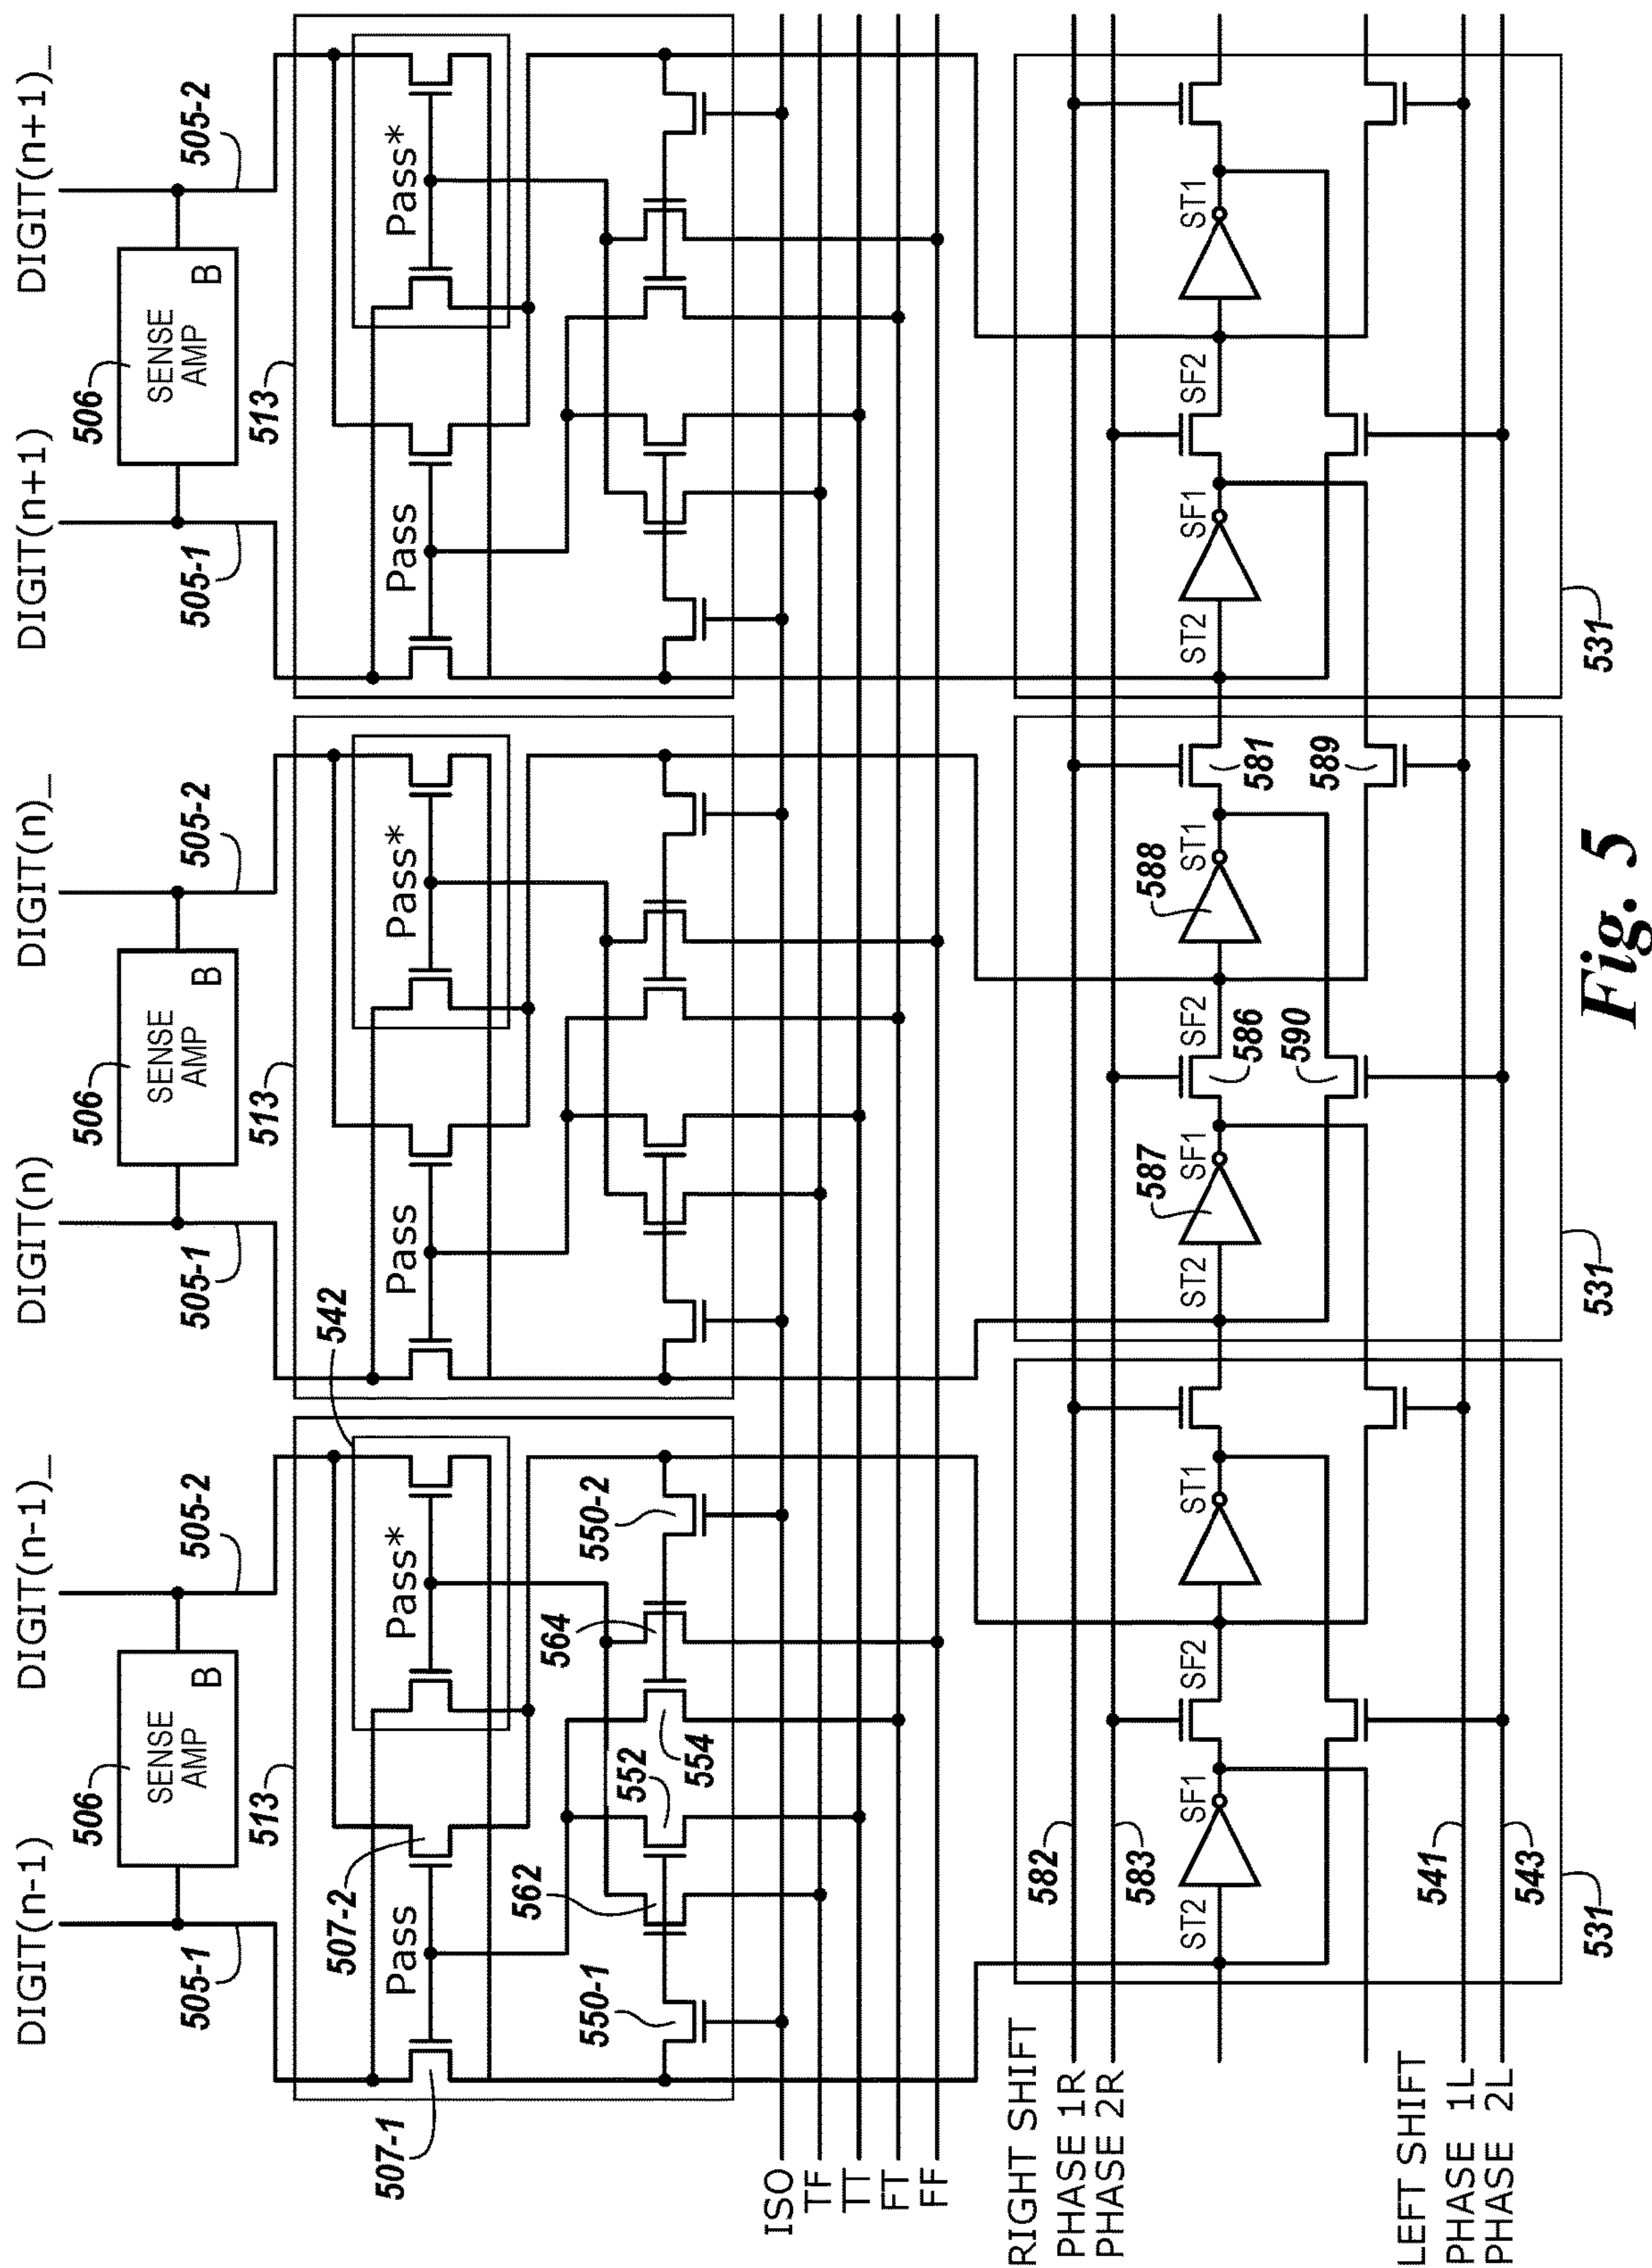 DIGIT(n-1)
DIGIT(n-1)_
DIGIT(n)
DIGIT(n)_
DIGIT(n+1)
DIGIT(n+1)_
506
506
506
505-1
505-2
505-1
505-2
505-1
505-2
SENSE AMP
B
SENSE AMP
B
SENSE AMP
B
513
542
513
513
507-1
507-2
Pass
Pass*
Pass
Pass*
Pass
Pass*
550-1
562
552
554
564
550-2
ISO
TF
TT
FT
FF
RIGHT SHIFT
PHASE 1R
PHASE 2R
582
583
ST2
SF1
SF2
ST1
ST2
587
SF1
SF2
588
ST1
ST2
SF1
SF2
ST1
586
581
590
589
LEFT SHIFT
PHASE 1L
PHASE 2L
541
543
531
531
531
Fig. 5